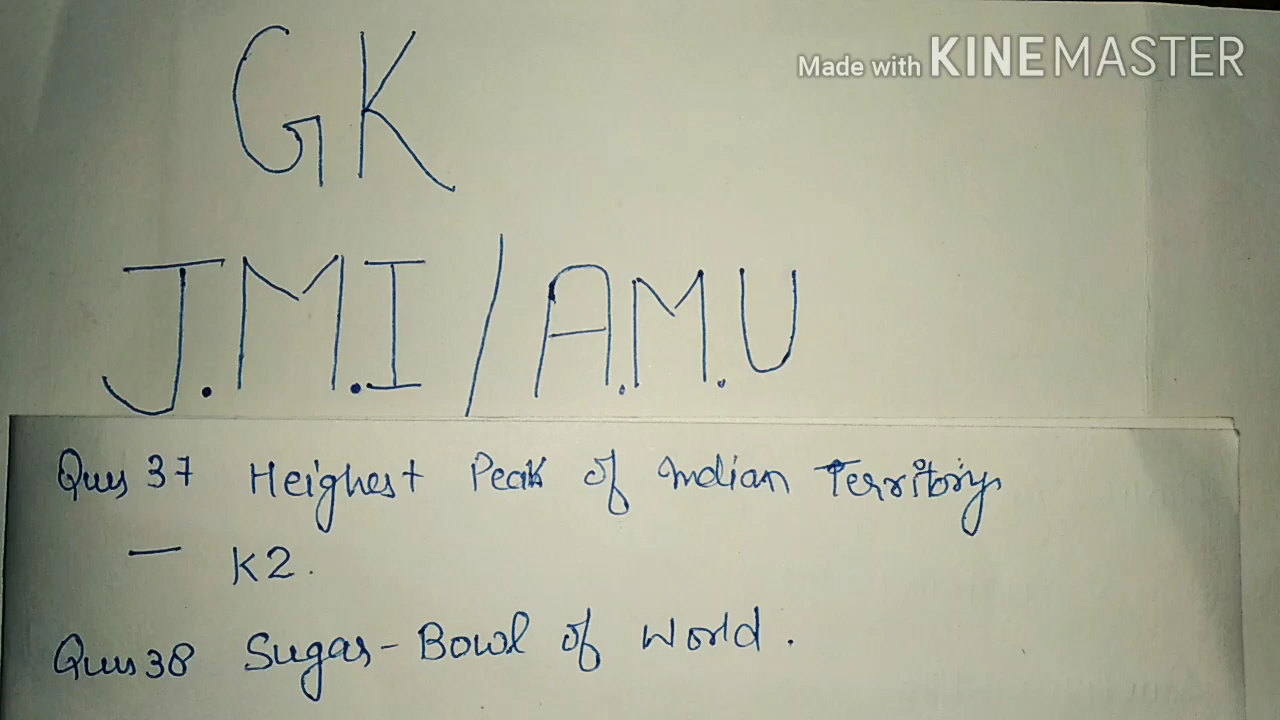 Made with KINEMASTER
GK
J.M.I/A.M.U
Ques 37 Heighest Peak of Indian Territory.
— K2.
Ques 38 Sugar-Bowl of World.